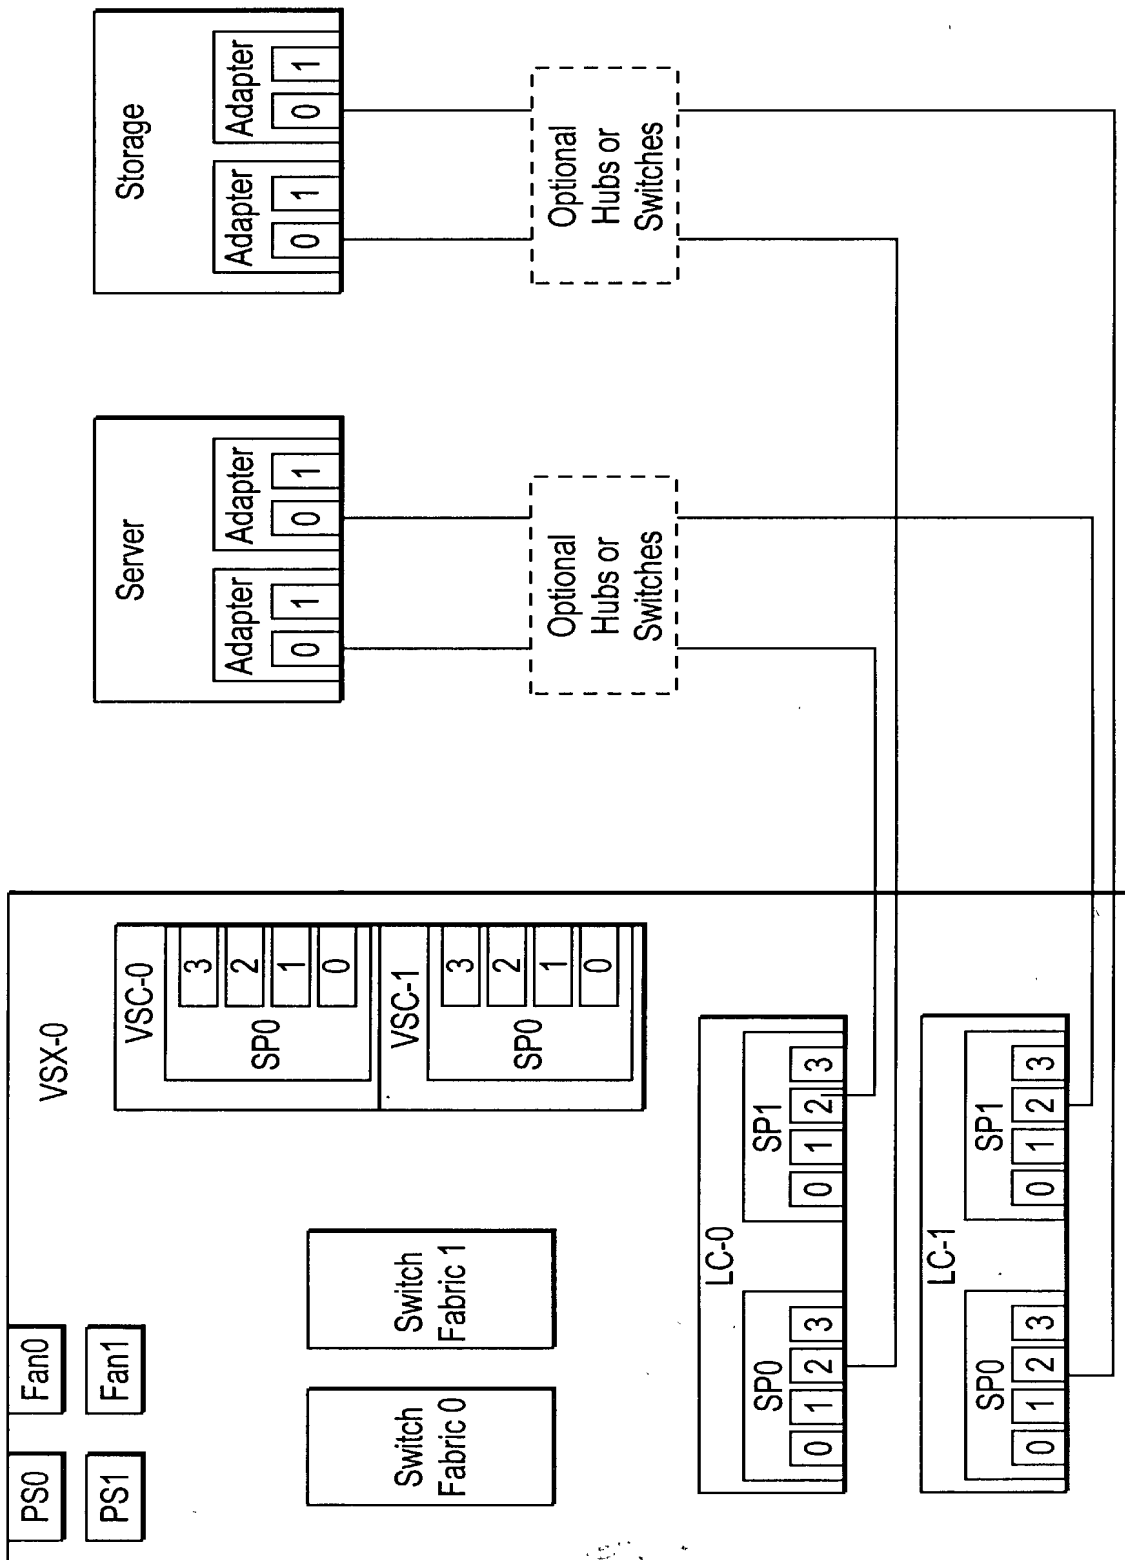 PS0
Fan0
PS1
Fan1
VSX-0
Switch
Fabric 0
Switch
Fabric 1
VSC-0
SP0
3
2
1
0
VSC-1
SP0
3
2
1
0
LC-0
SP0
0 1 2 3
SP1
0 1 2 3
LC-1
SP0
0 1 2 3
SP1
0 1 2 3
Server
Adapter
0 1
Adapter
0 1
Optional
Hubs or
Switches
Storage
Adapter
0 1
Adapter
0 1
Optional
Hubs or
Switches